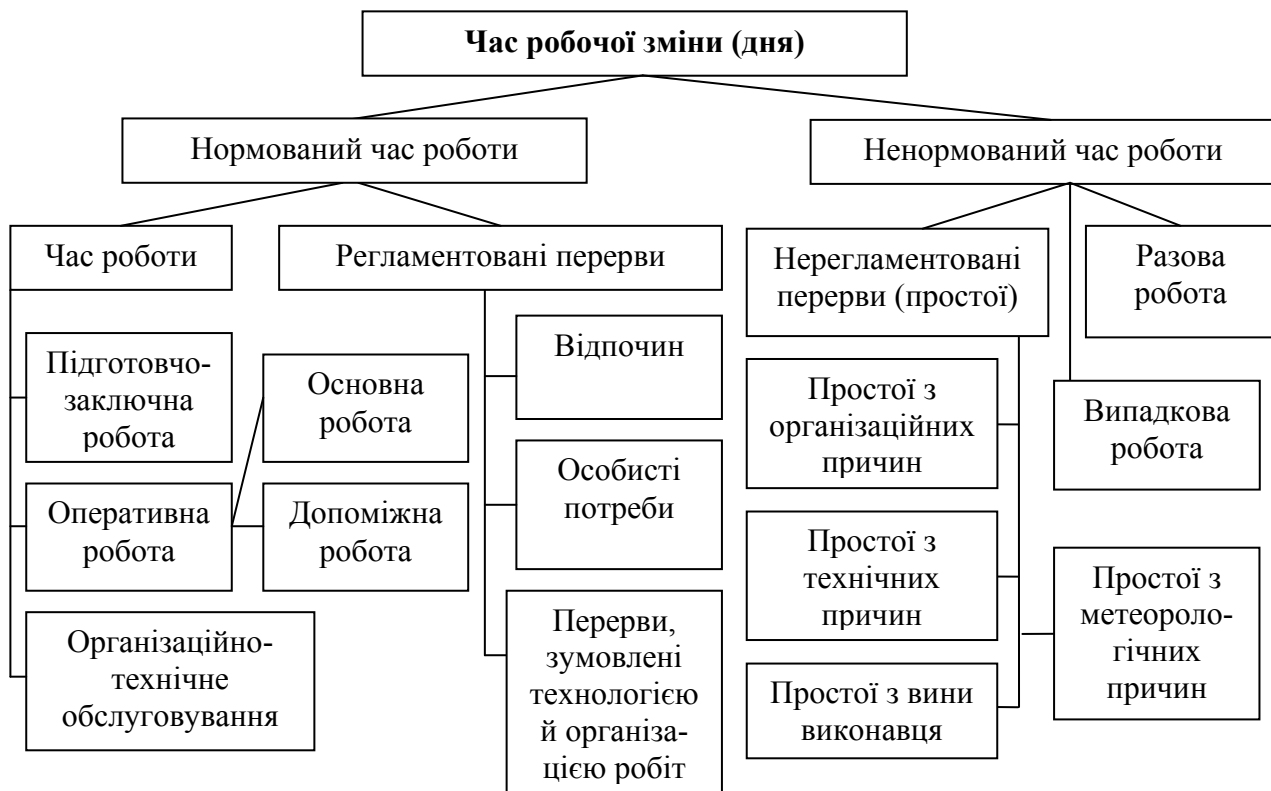 Час робочої зміни (дня)
Нормований час роботи
Ненормований час роботи
Час роботи
Регламентовані перерви
Нерегламентовані
перерви (простої)
Разова
робота
Підготовчо-
заключна
робота
Основна
робота
Відпочин
Простої з
організаційних
причин
Випадкова
робота
Оперативна
робота
Допоміжна
робота
Особисті
потреби
Простої з
технічних
причин
Простої з
метеороло-
гічних
причин
Організаційно-
технічне
обслуговування
Перерви,
зумовлені
технологією
й організа-
цією робіт
Простої з вини
виконавця